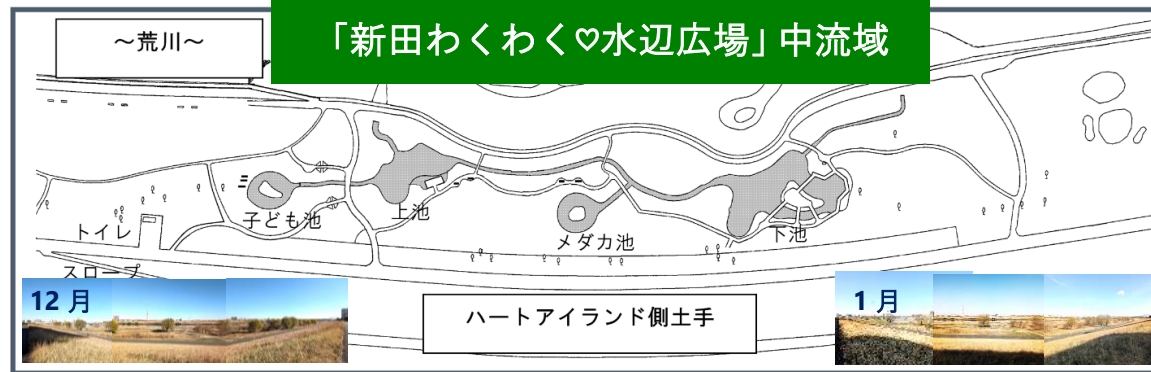 「新田わくわく♡水辺広場」中流域
～荒川～
子ども池
上池
メダカ池
下池
トイレ
スロープ
12月
ハートアイランド側土手
1月